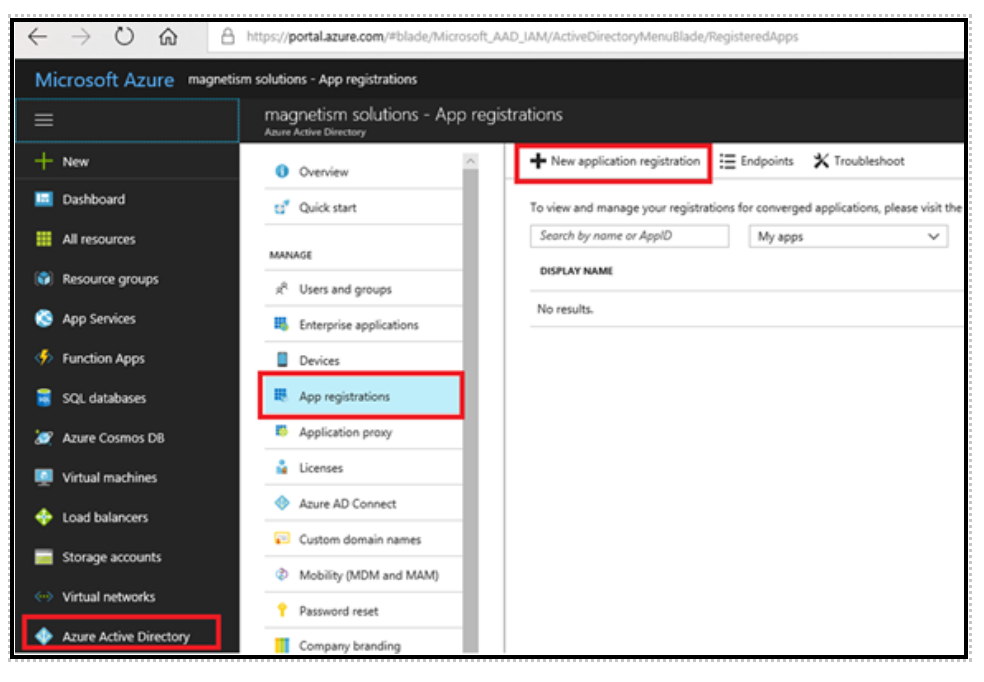 https://portal.azure.com/#blade/Microsoft_AAD_IAM/ActiveDirectoryMenuBlade/RegisteredApps
Microsoft Azure magnetism solutions - App registrations
magnetism solutions - App registrations
Azure Active Directory
New
Dashboard
All resources
Resource groups
App Services
Function Apps
SQL databases
Azure Cosmos DB
Virtual machines
Load balancers
Storage accounts
Virtual networks
Azure Active Directory
Overview
Quick start
MANAGE
Users and groups
Enterprise applications
Devices
App registrations
Application proxy
Licenses
Azure AD Connect
Custom domain names
Mobility (MDM and MAM)
Password reset
Company branding
New application registration Endpoints Troubleshoot
To view and manage your registrations for converged applications, please visit the
Search by name or AppID My apps
DISPLAY NAME
No results.